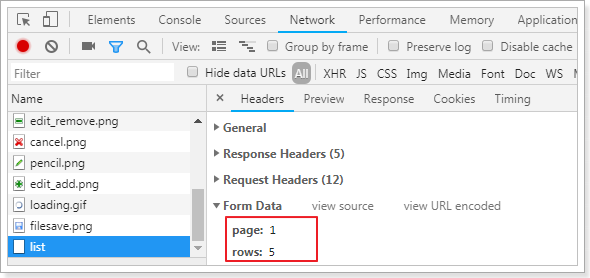 Elements Console Sources Network Performance Memory Application
View: Group by frame Preserve log Disable cache
Filter Hide data URLs All XHR JS CSS Img Media Font Doc WS
Name
× Headers Preview Response Cookies Timing
edit_remove.png
cancel.png
pencil.png
edit_add.png
loading.gif
filesave.png
list
General
Response Headers (5)
Request Headers (12)
Form Data view source view URL encoded
page: 1
rows: 5